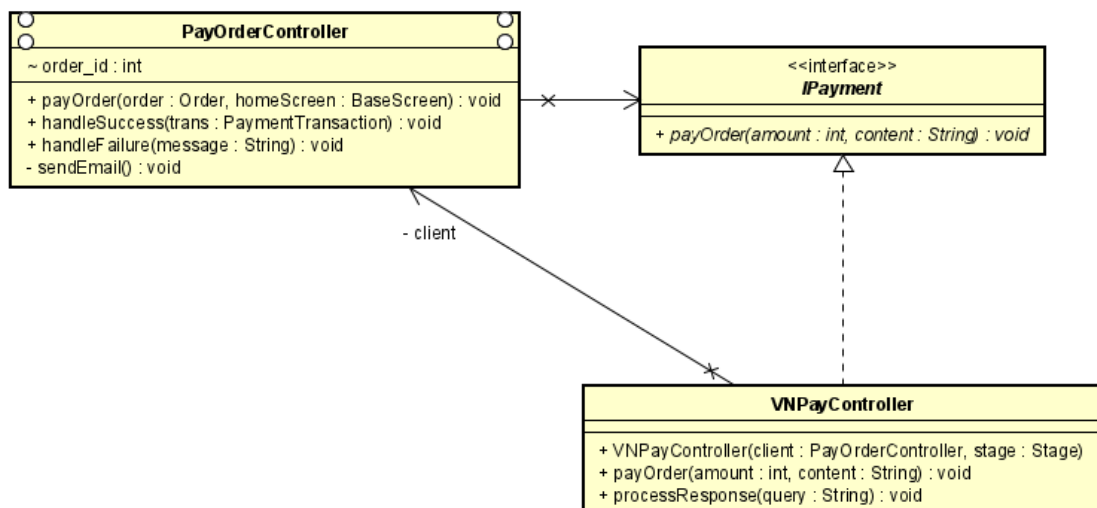 PayOrderController
~ order_id : int
+ payOrder(order : Order, homeScreen : BaseScreen) : void
+ handleSuccess(trans : PaymentTransaction) : void
+ handleFailure(message : String) : void
- sendEmail() : void
<<interface>>
IPayment
+ payOrder(amount : int, content : String) : void
- client
VNPayController
+ VNPayController(client : PayOrderController, stage : Stage)
+ payOrder(amount : int, content : String) : void
+ processResponse(query : String) : void